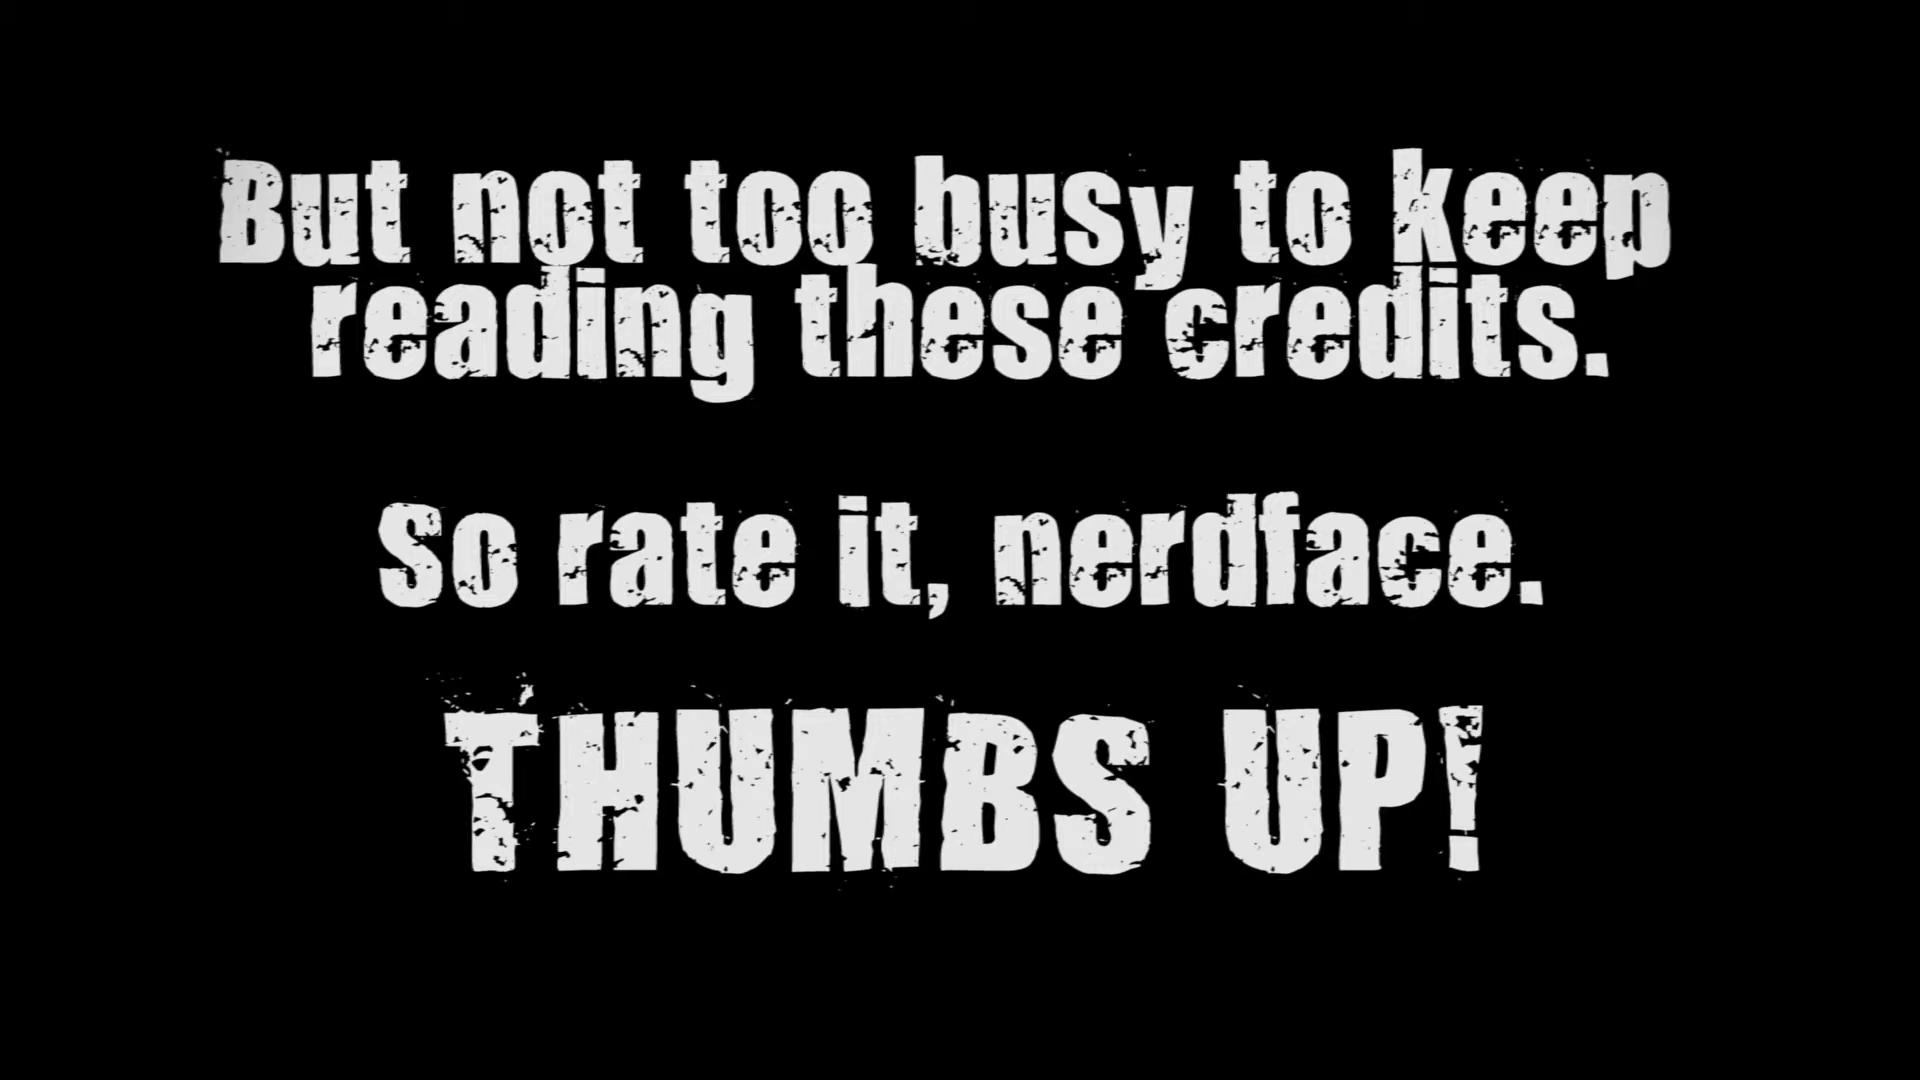 But not too busy to keep
reading these credits.
So rate it, nerdface.
THUMBS UP!